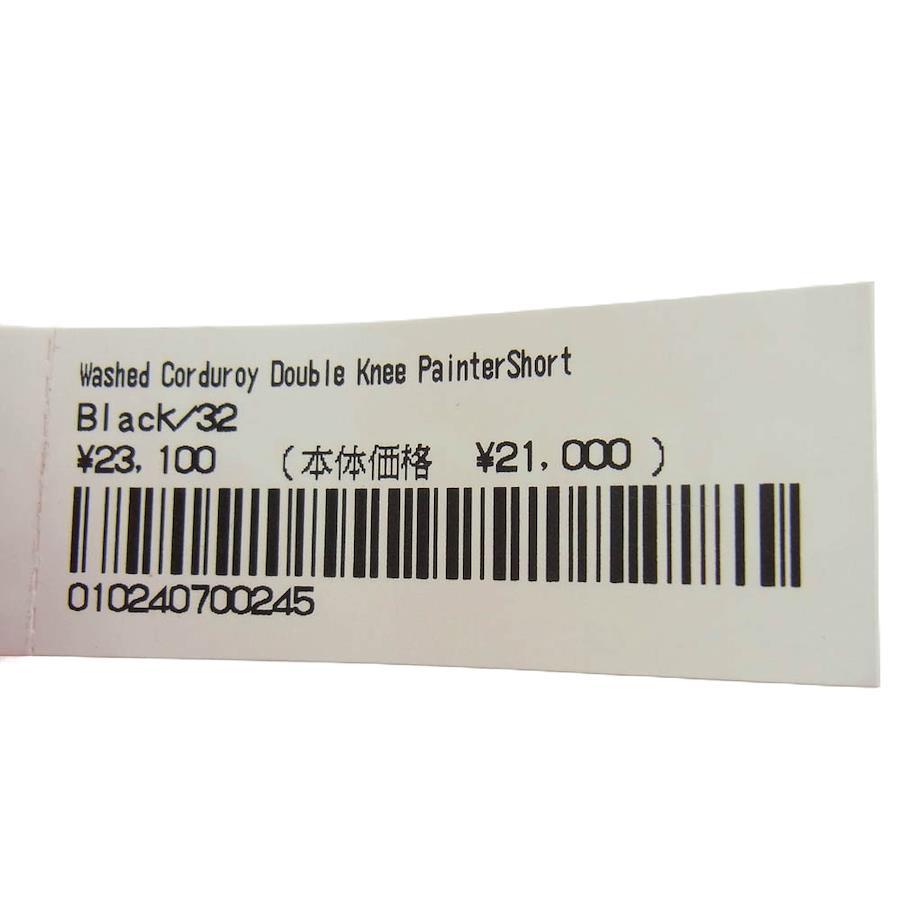 Washed Corduroy Double Knee PainterShort
Black/32
¥23,100 (本体価格 ¥21,000 )
010240700245